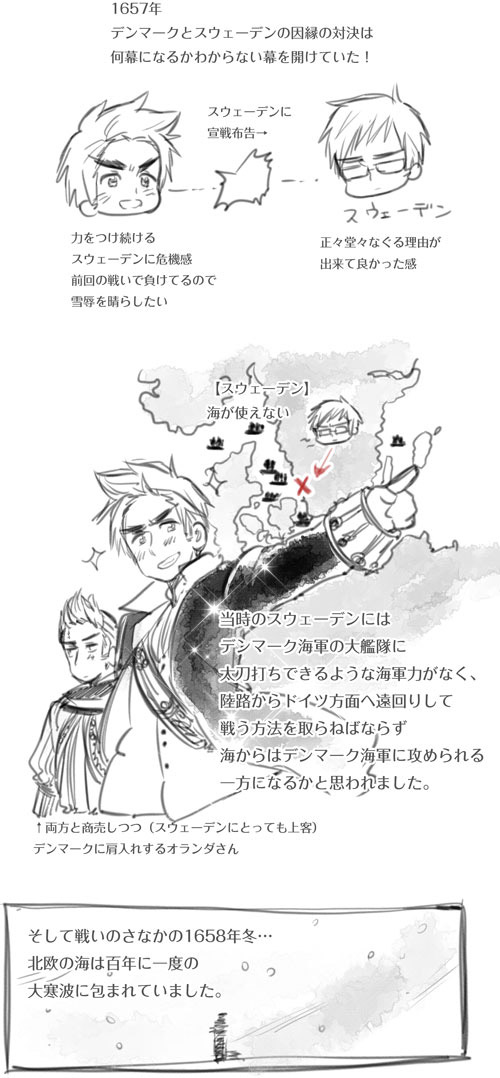 1657年
デンマークとスウェーデンの因縁の対決は
何幕になるかわからない幕を開けていた！
スウェーデンに
宣戦布告→
スウェーデン
力をつけ続ける
スウェーデンに危機感
前回の戦いで負けてるので
雪辱を晴らしたい
正々堂々なぐる理由が
出来て良かった感
【スウェーデン】
海が使えない
当時のスウェーデンには
デンマーク海軍の大艦隊に
太刀打ちできるような海軍力がなく、
陸路からドイツ方面へ遠回りして
戦う方法を取らねばならず
海からはデンマーク海軍に攻められる
一方になるかと思われました。
↑両方と商売しつつ（スウェーデンにとっても上客）
デンマークに肩入れするオランダさん
そして戦いのさなかの1658年冬…
北欧の海は百年に一度の
大寒波に包まれていました。